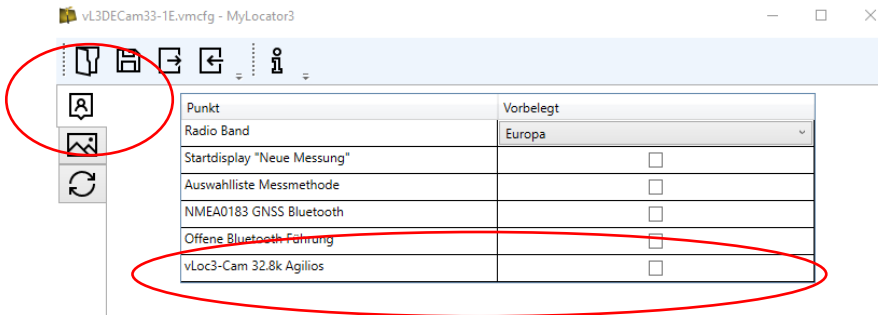 vL3DECam33-1E.vmcfg - MyLocator3
Punkt Vorbelegt
Radio Band Europa
Startdisplay "Neue Messung"
Auswahlliste Messmethode
NMEA0183 GNSS Bluetooth
Offene Bluetooth Führung
vLoc3-Cam 32.8k Agilios